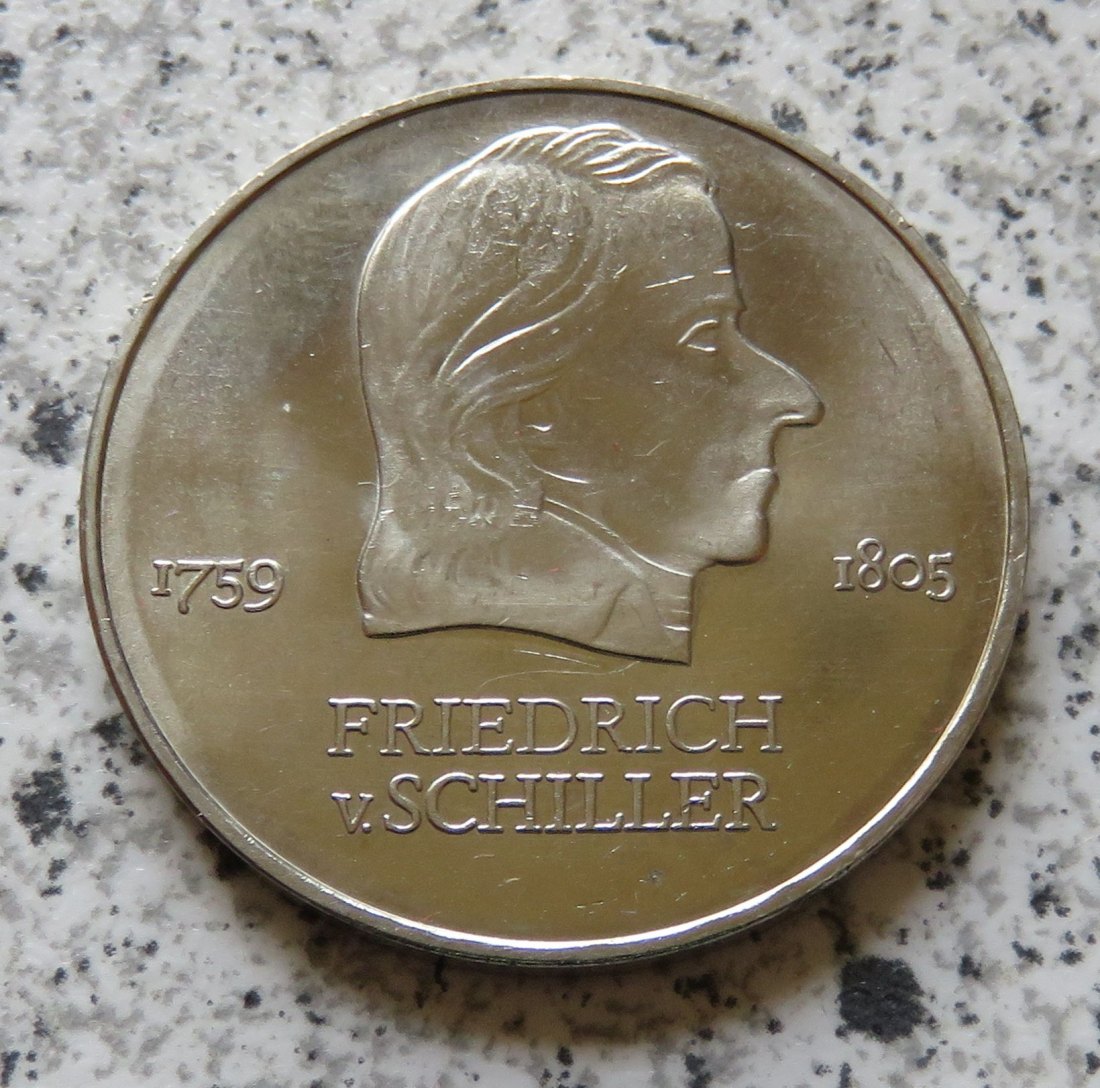 1759
1805
FRIEDRICH
v. SCHILLER